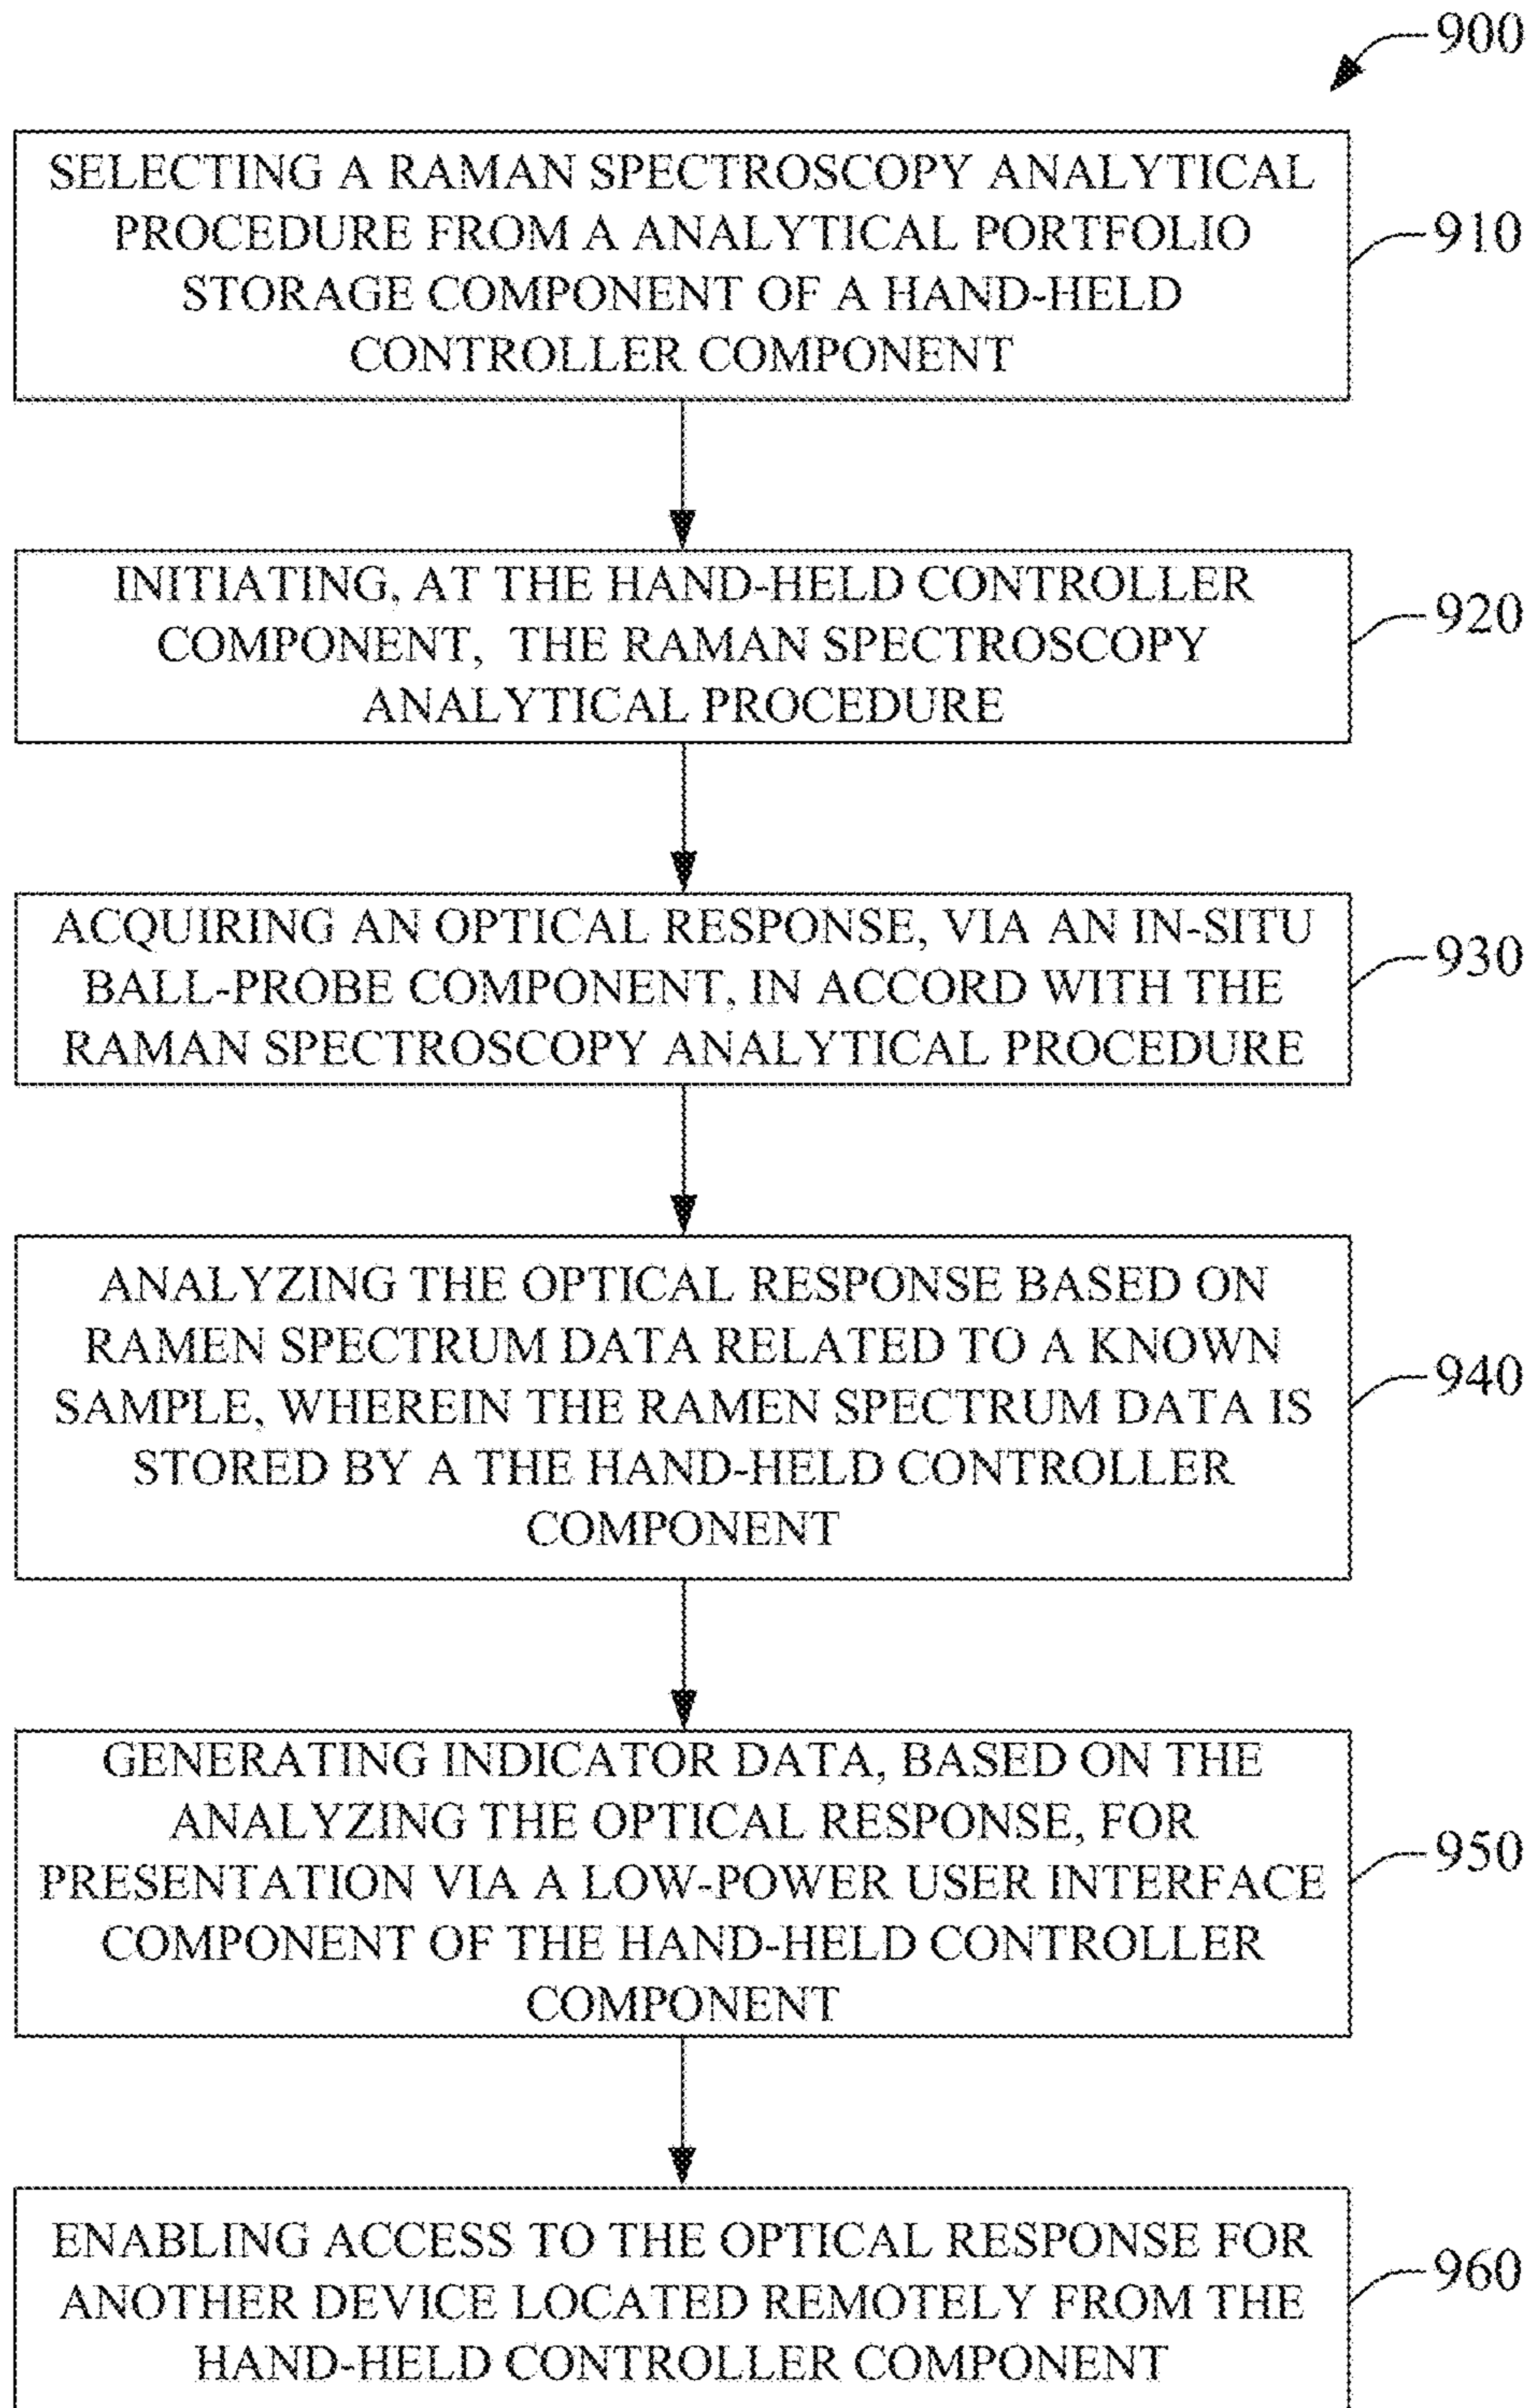 900
SELECTING A RAMAN SPECTROSCOPY ANALYTICAL
PROCEDURE FROM A ANALYTICAL PORTFOLIO
STORAGE COMPONENT OF A HAND-HELD
CONTROLLER COMPONENT
910
INITIATING, AT THE HAND-HELD CONTROLLER
COMPONENT, THE RAMAN SPECTROSCOPY
ANALYTICAL PROCEDURE
920
ACQUIRING AN OPTICAL RESPONSE, VIA AN IN-SITU
BALL-PROBE COMPONENT, IN ACCORD WITH THE
RAMAN SPECTROSCOPY ANALYTICAL PROCEDURE
930
ANALYZING THE OPTICAL RESPONSE BASED ON
RAMEN SPECTRUM DATA RELATED TO A KNOWN
SAMPLE, WHEREIN THE RAMEN SPECTRUM DATA IS
STORED BY A THE HAND-HELD CONTROLLER
COMPONENT
940
GENERATING INDICATOR DATA, BASED ON THE
ANALYZING THE OPTICAL RESPONSE, FOR
PRESENTATION VIA A LOW-POWER USER INTERFACE
COMPONENT OF THE HAND-HELD CONTROLLER
COMPONENT
950
ENABLING ACCESS TO THE OPTICAL RESPONSE FOR
ANOTHER DEVICE LOCATED REMOTELY FROM THE
HAND-HELD CONTROLLER COMPONENT
960